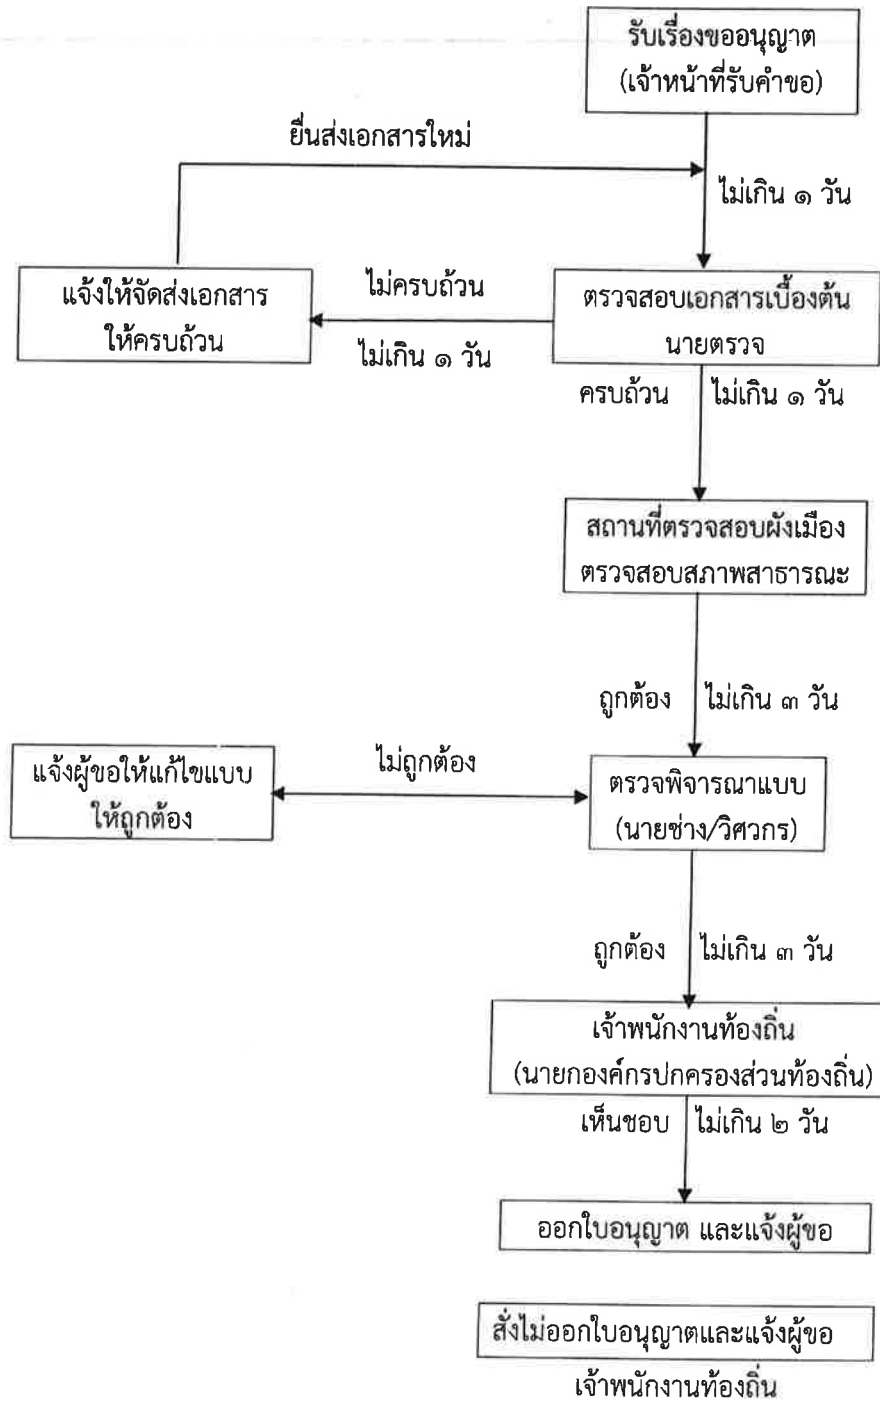 รับเรื่องขออนุญาต
(เจ้าหน้าที่รับคำขอ)
ยื่นส่งเอกสารใหม่
ไม่เกิน ๑ วัน
แจ้งให้จัดส่งเอกสาร
ให้ครบถ้วน
ไม่ครบถ้วน
ไม่เกิน ๑ วัน
ตรวจสอบเอกสารเบื้องต้น
นายตรวจ
ครบถ้วน ไม่เกิน ๑ วัน
สถานที่ตรวจสอบผังเมือง
ตรวจสอบสภาพสาธารณะ
ถูกต้อง ไม่เกิน ๓ วัน
แจ้งผู้ขอให้แก้ไขแบบ
ให้ถูกต้อง
ไม่ถูกต้อง
ตรวจพิจารณาแบบ
(นายช่าง/วิศวกร)
ถูกต้อง ไม่เกิน ๓ วัน
เจ้าพนักงานท้องถิ่น
(นายกองค์กรปกครองส่วนท้องถิ่น)
เห็นชอบ ไม่เกิน ๒ วัน
ออกใบอนุญาต และแจ้งผู้ขอ
สั่งไม่ออกใบอนุญาตและแจ้งผู้ขอ
เจ้าพนักงานท้องถิ่น